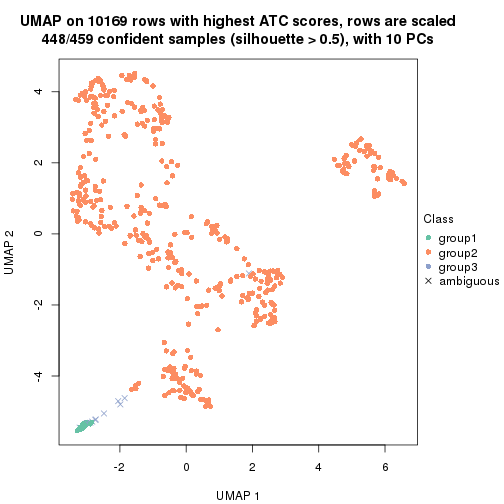 UMAP on 10169 rows with highest ATC scores, rows are scaled
448/459 confident samples (silhouette > 0.5), with 10 PCs
4
2
0
-2
-4
UMAP 2
-2
0
2
4
6
UMAP 1
Class
group1
group2
group3
ambiguous